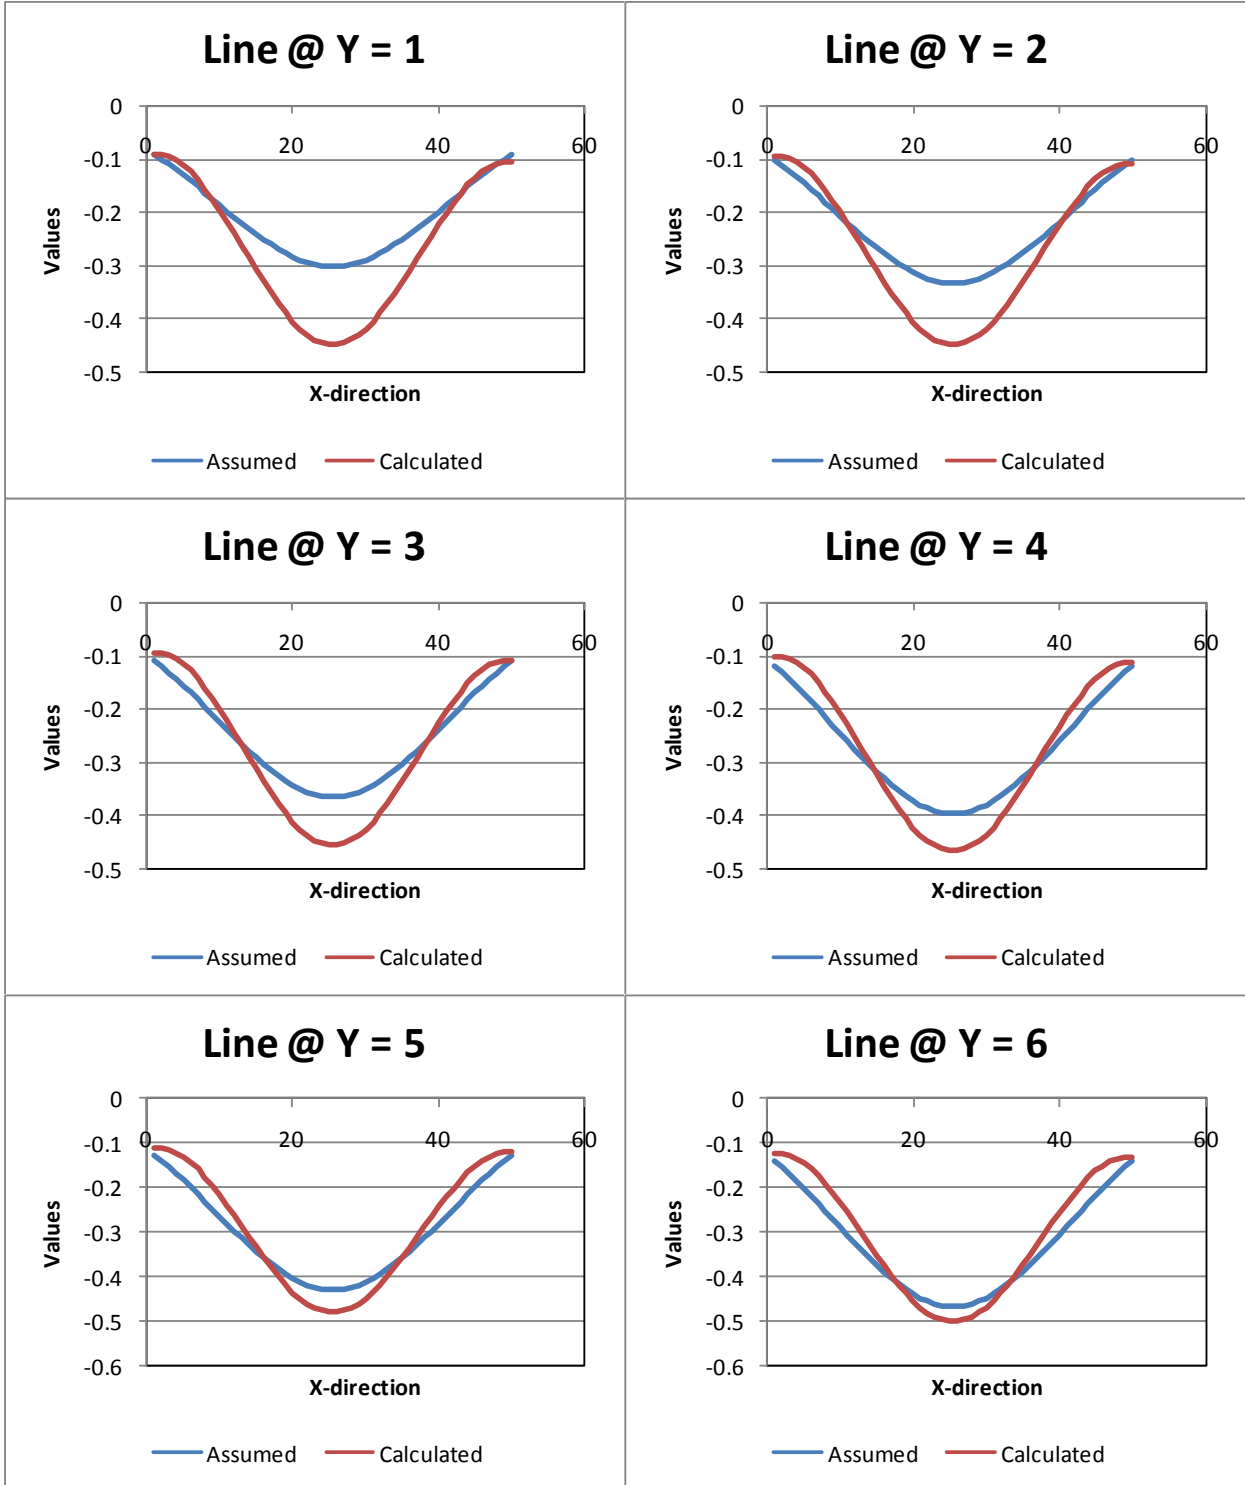 Line @ Y = 1
0
-0.1
-0.2
-0.3
-0.4
-0.5
0 20 40 60
Values
X-direction
Assumed Calculated
Line @ Y = 2
0
-0.1
-0.2
-0.3
-0.4
-0.5
0 20 40 60
Values
X-direction
Assumed Calculated
Line @ Y = 3
0
-0.1
-0.2
-0.3
-0.4
-0.5
0 20 40 60
Values
X-direction
Assumed Calculated
Line @ Y = 4
0
-0.1
-0.2
-0.3
-0.4
-0.5
0 20 40 60
Values
X-direction
Assumed Calculated
Line @ Y = 5
0
-0.1
-0.2
-0.3
-0.4
-0.5
-0.6
0 20 40 60
Values
X-direction
Assumed Calculated
Line @ Y = 6
0
-0.1
-0.2
-0.3
-0.4
-0.5
-0.6
0 20 40 60
Values
X-direction
Assumed Calculated